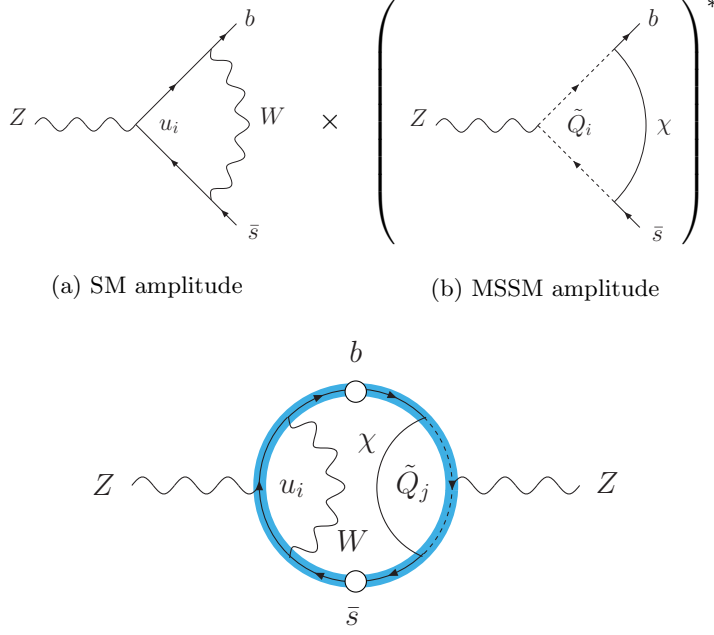 b
Z u_i W × Z Q̃_i χ *
s̄ s̄
b
(a) SM amplitude (b) MSSM amplitude
b
χ
Z u_i Q̃_j Z
W
s̄